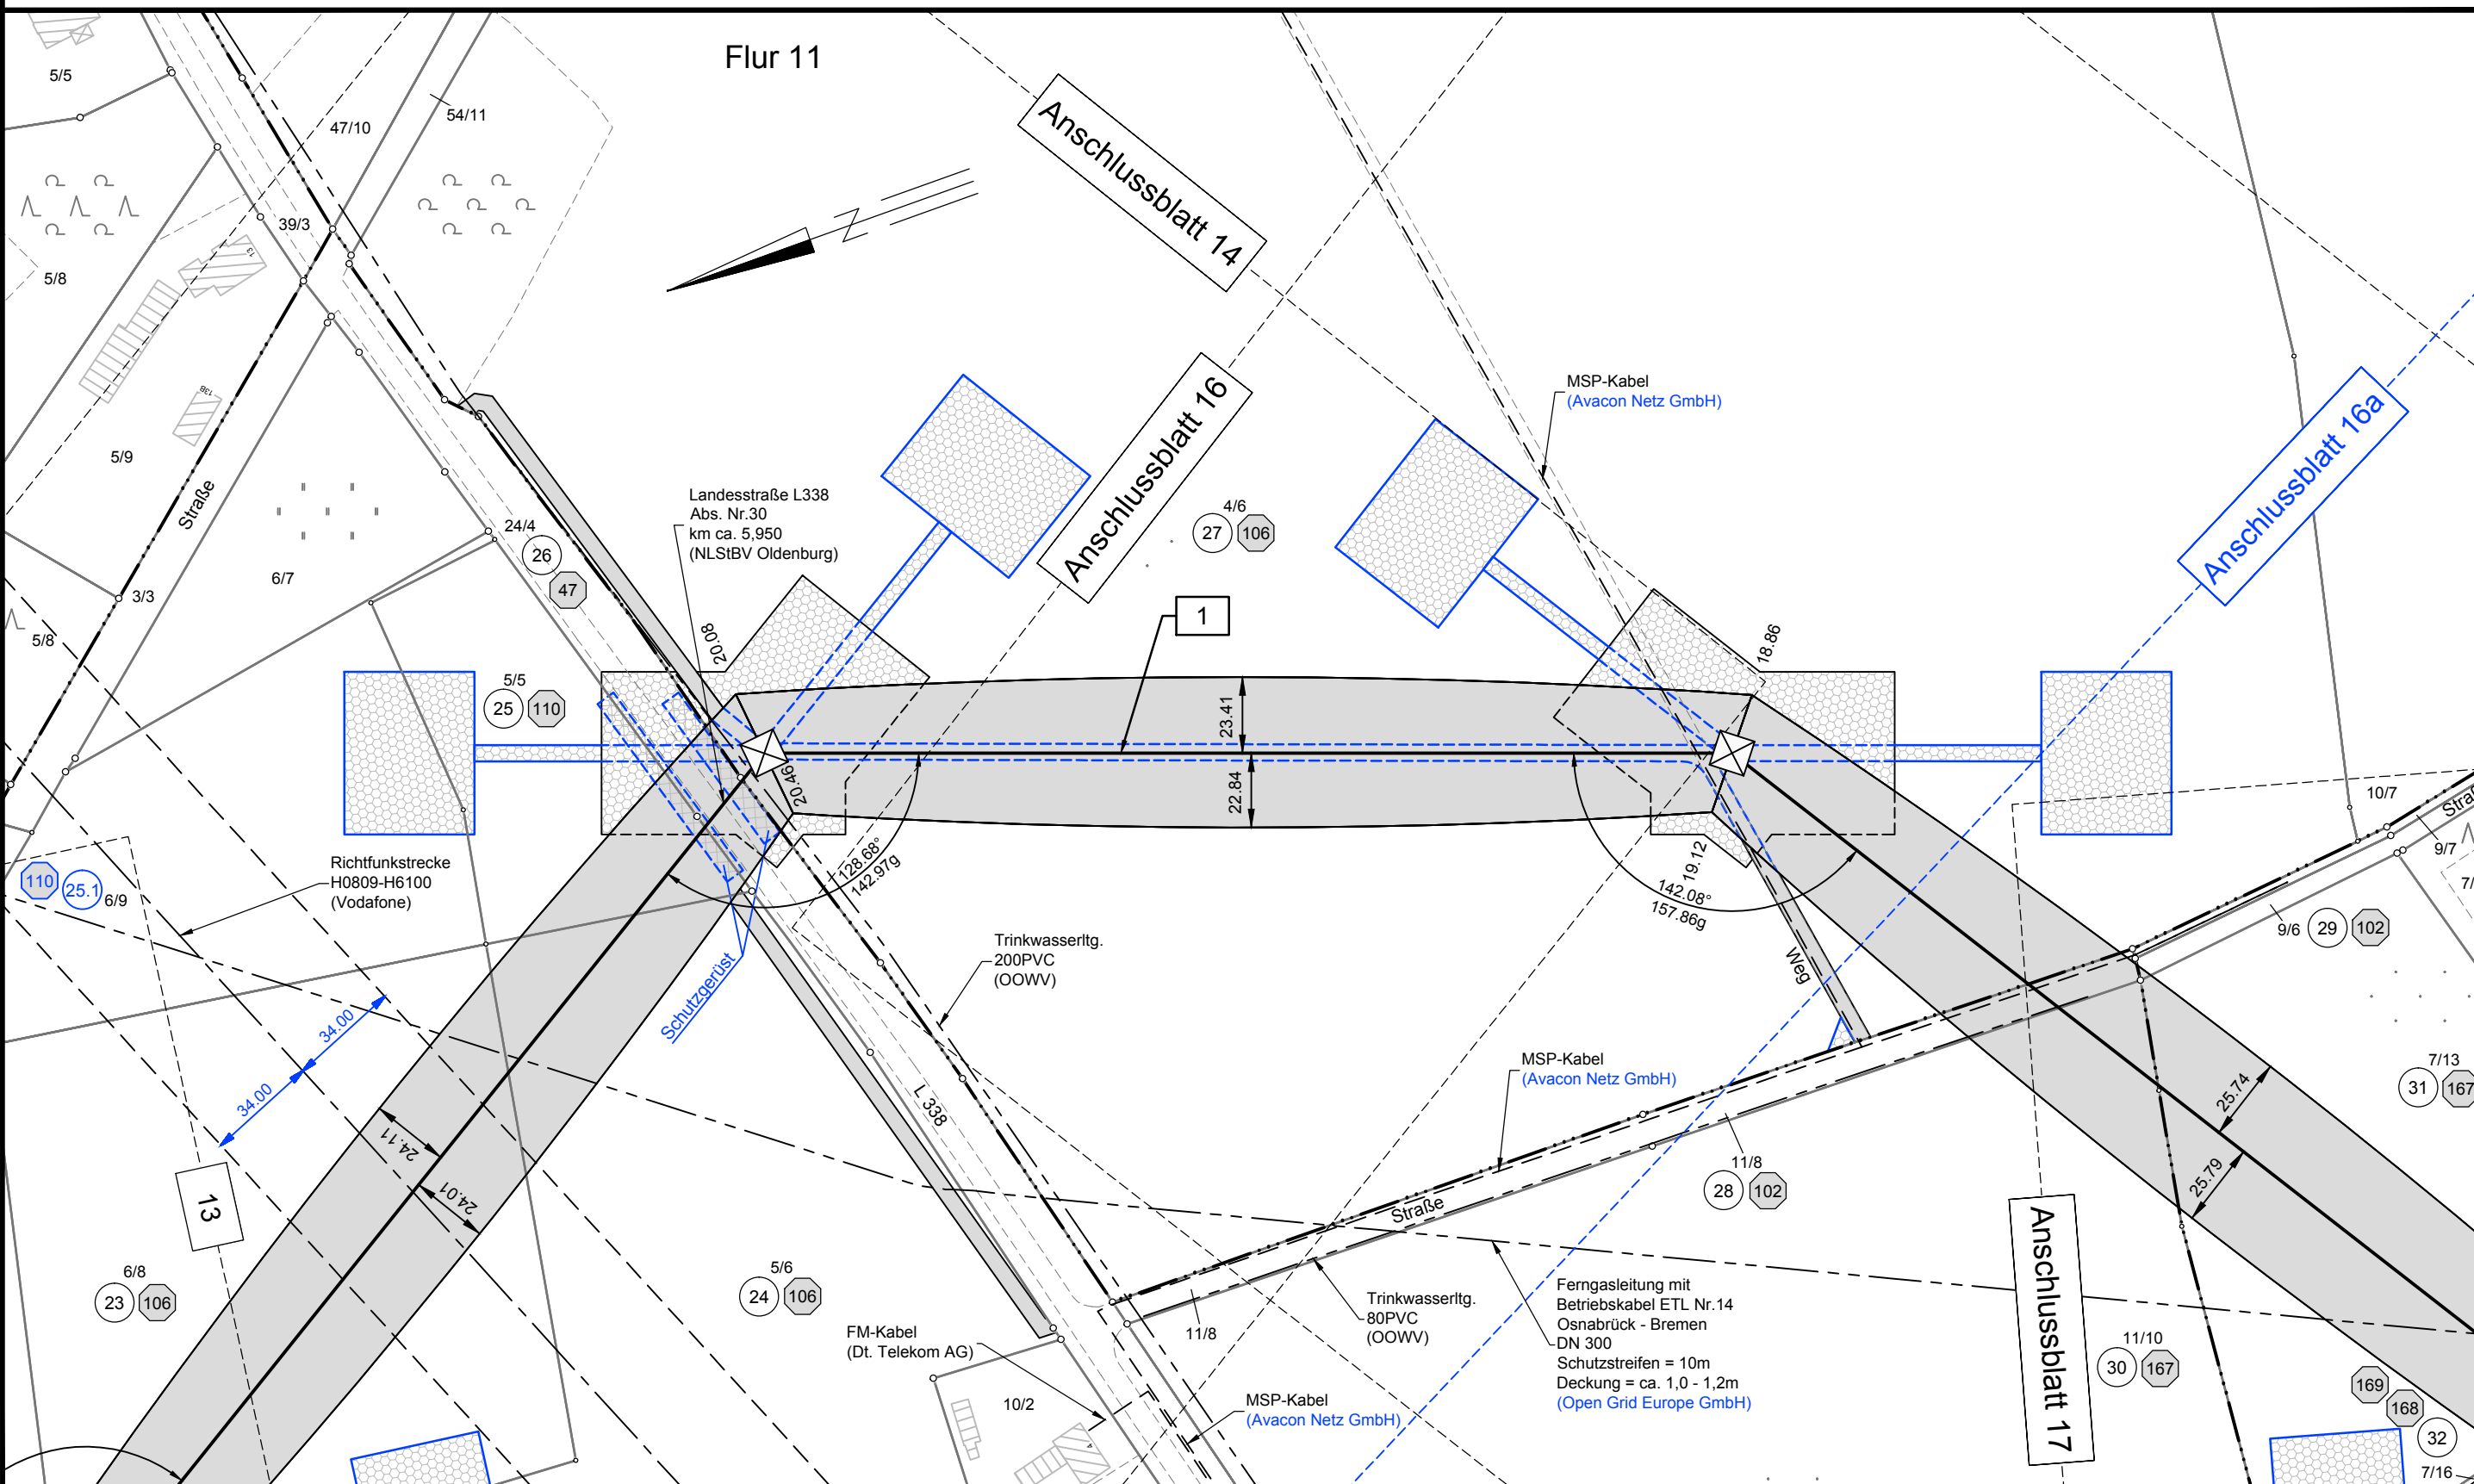 Flur 11
5/5
54/11
47/10
39/3
13
5/8
13B
5/9
Straße
3/3
5/8
6/7
24/4
26
47
Landesstraße L338
Abs. Nr.30
km ca. 5,950
(NLStBV Oldenburg)
Anschlussblatt 14
Anschlussblatt 16
Z
MSP-Kabel
(Avacon Netz GmbH)
Anschlussblatt 16a
4/6
27
106
1
20.08
20.46
18.86
19.12
23.41
22.84
5/5
25
110
128.68°
142.97g
142.08°
157.86g
Richtfunkstrecke
H0809-H6100
(Vodafone)
110
25.1
6/9
Schutzgerüst
Trinkwasserltg.
200PVC
(OOWV)
Weg
10/7
9/7
9/6
29
102
7/13
31
167
34.00
34.00
24.11
24.01
13
L 338
MSP-Kabel
(Avacon Netz GmbH)
11/8
28
102
Straße
25.74
25.79
6/8
23
106
5/6
24
106
FM-Kabel
(Dt. Telekom AG)
11/8
Trinkwasserltg.
80PVC
(OOWV)
Ferngasleitung mit
Betriebskabel ETL Nr.14
Osnabrück - Bremen
DN 300
Schutzstreifen = 10m
Deckung = ca. 1,0 - 1,2m
(Open Grid Europe GmbH)
Anschlussblatt 17
11/10
30
167
169
168
32
7/16
10/2
4
MSP-Kabel
(Avacon Netz GmbH)